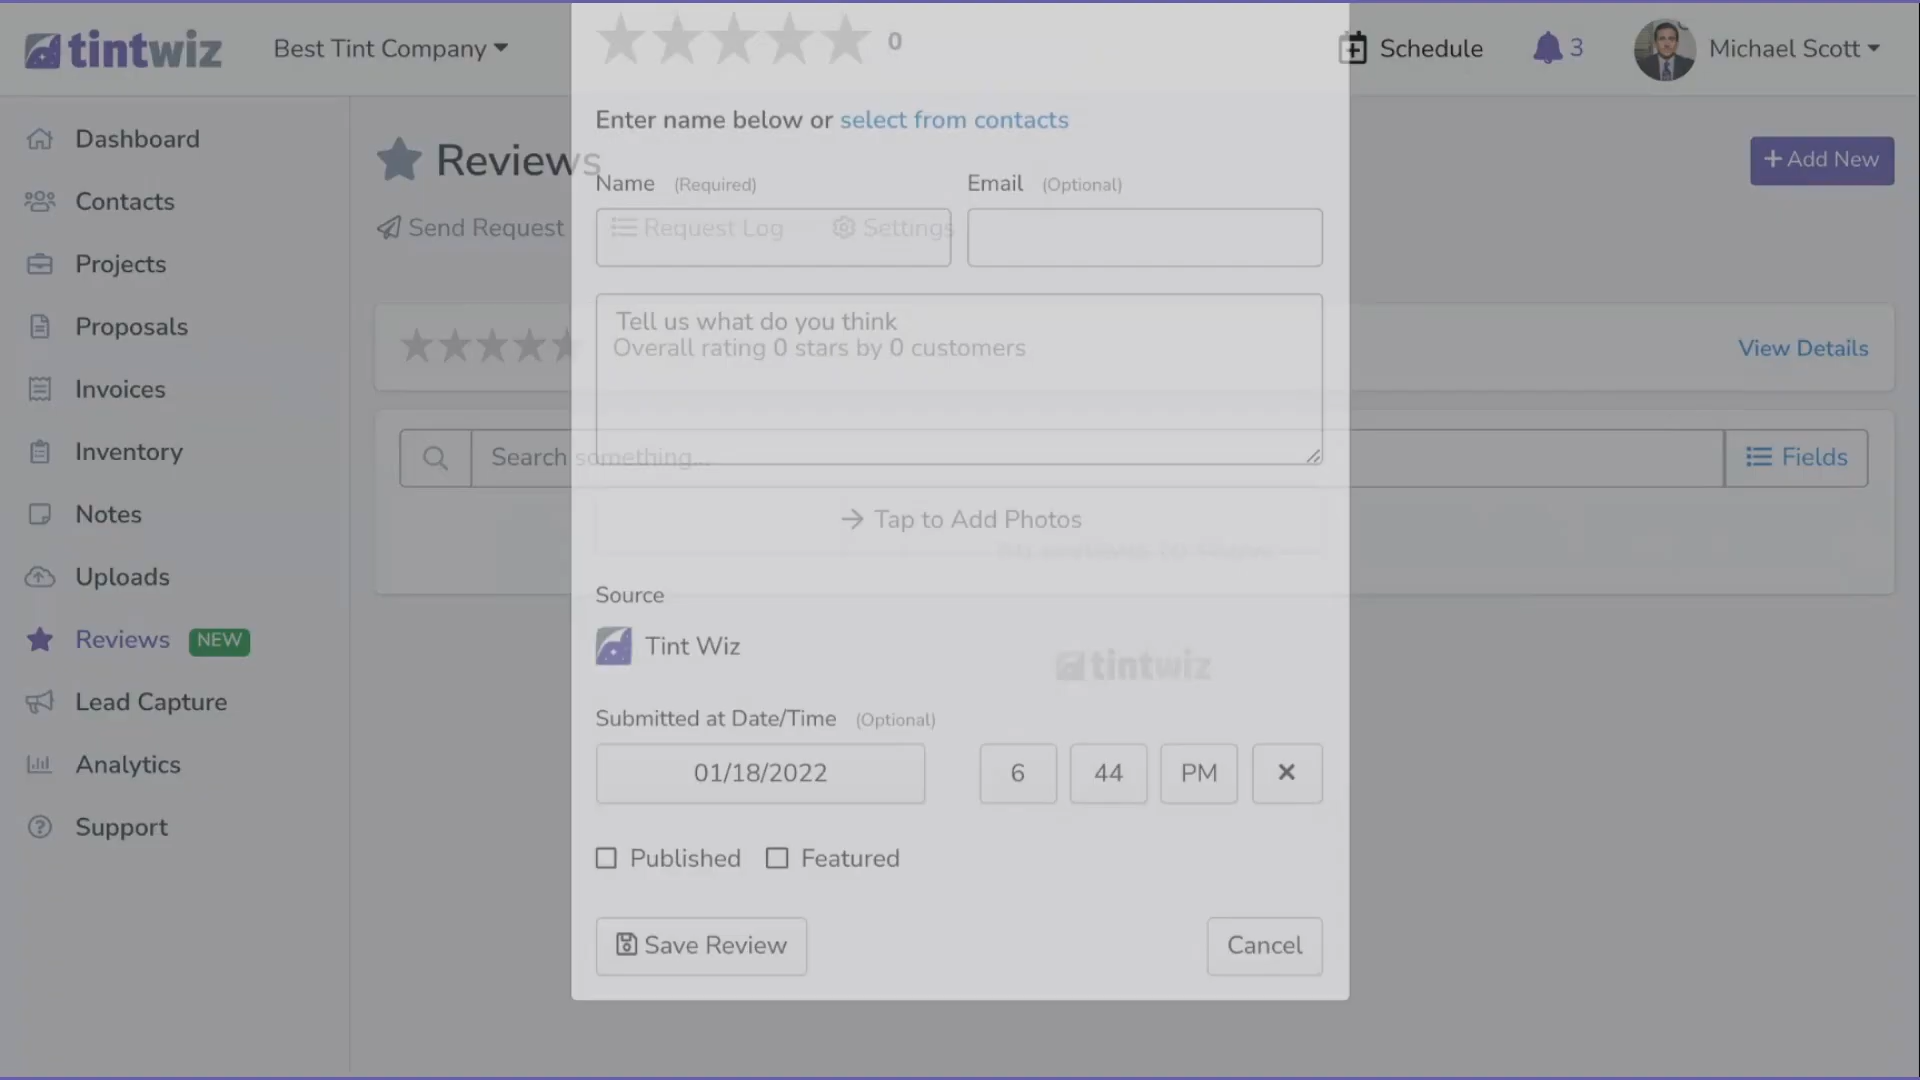 tintwiz
Best Tint Company
0
Schedule
3
Michael Scott
Dashboard
Contacts
Projects
Proposals
Invoices
Inventory
Notes
Uploads
Reviews NEW
Lead Capture
Analytics
Support
Reviews
+ Add New
Send Request
Request Log
Settings
Enter name below or select from contacts
Name (Required)
Email (Optional)
Tell us what do you think
Overall rating 0 stars by 0 customers
View Details
Search something...
Fields
Tap to Add Photos
Source
Tint Wiz
tintwiz
Submitted at Date/Time (Optional)
01/18/2022
6
44
PM
Published
Featured
Save Review
Cancel